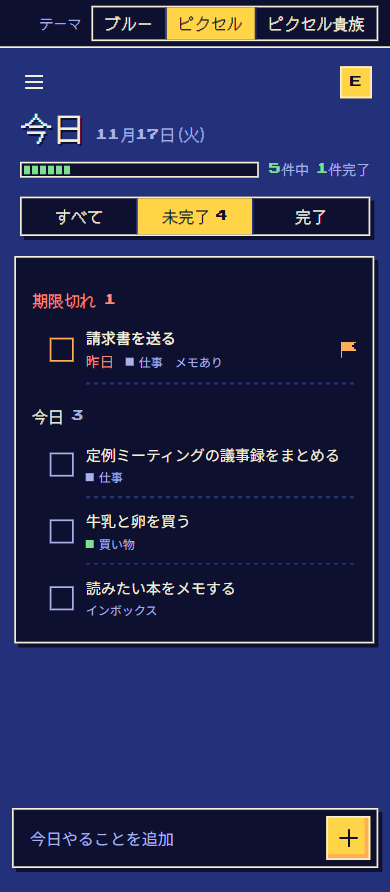 テーマ ブルー ピクセル ピクセル貴族
E
今日 11月17日(火)
5件中 1件完了
すべて 未完了 4 完了
期限切れ 1
請求書を送る
昨日 仕事 メモあり
今日 3
定例ミーティングの議事録をまとめる
仕事
牛乳と卵を買う
買い物
読みたい本をメモする
インボックス
今日やることを追加